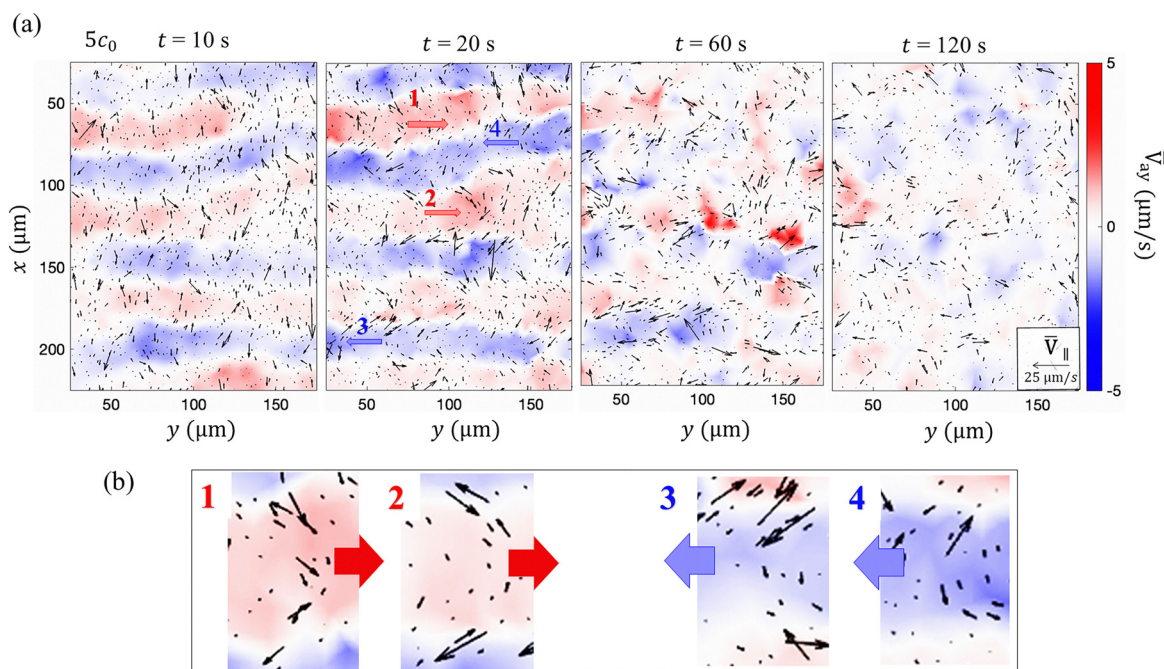 (a)
5c₀ t = 10 s t = 20 s t = 60 s t = 120 s
x (μm)
50
100
150
200
1
4
2
3
V̄∥
25 μm/s
5
0
-5
V̄ay (μm/s)
50 100 150 50 100 150 50 100 150 50 100 150
y (μm) y (μm) y (μm) y (μm)
(b)
1 2 3 4